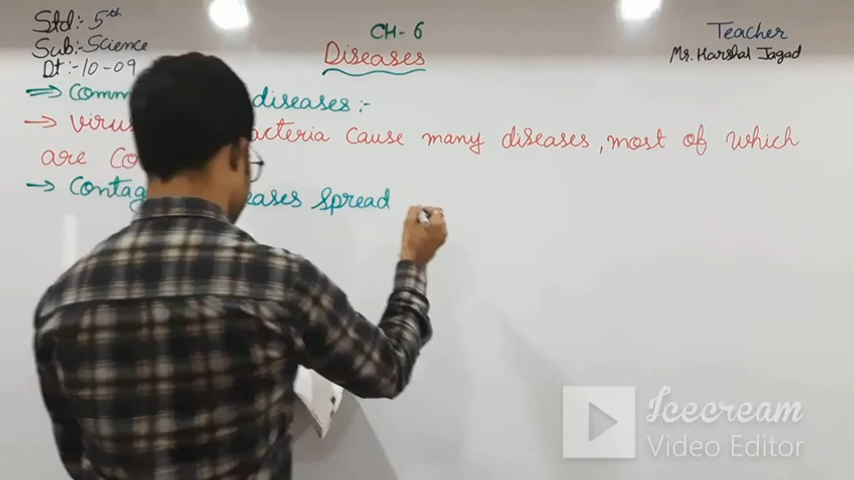 Std:- 5th
Sub:- Science
Dt:- 10-09
CH-6
Diseases
Teacher
Mr. Harshal Jagad
⇒ Comm diseases :-
→ Virus acteria cause many diseases, most of which
are Co
→ Contag eases spread
Icecream
Video Editor